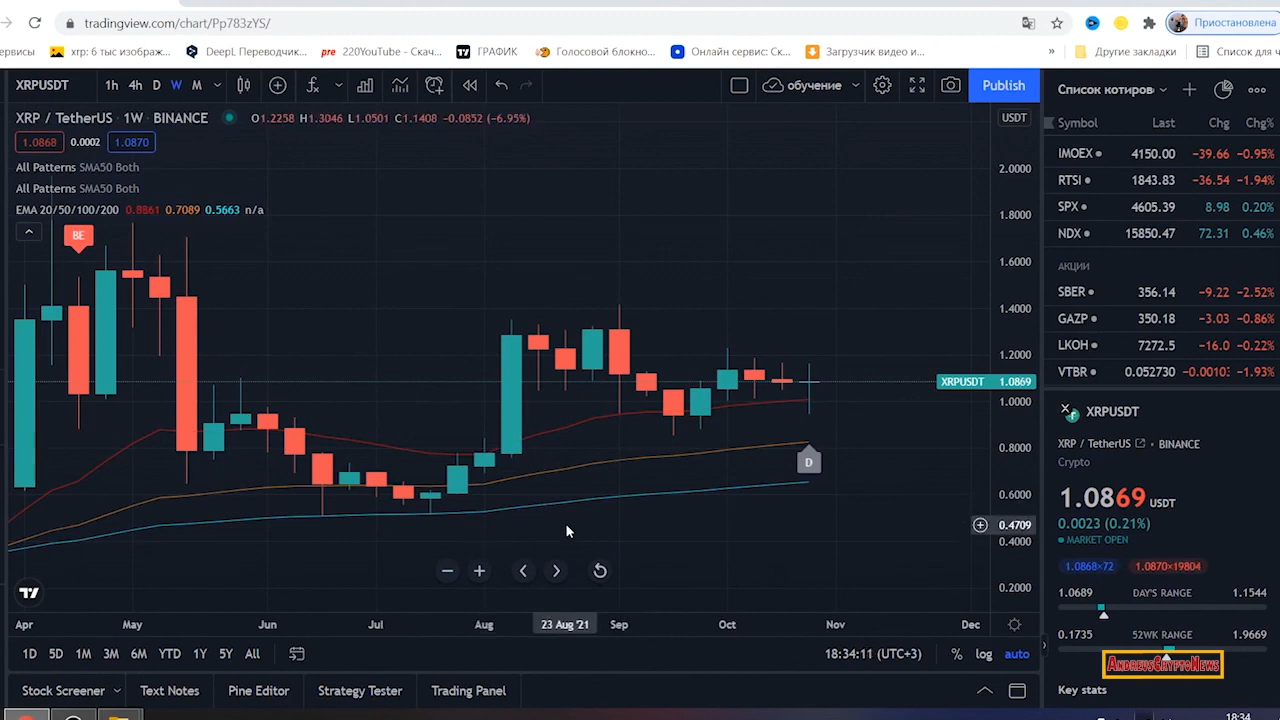 tradingview.com/chart/Pp783zYS/
Приостановлена
ервисы xrp: 6 тыс изображ... DeepL Переводчик... pre 220YouTube - Скач... ГРАФИК Голосовой блокно... Онлайн сервис: Ск... Загрузчик видео и... » Другие закладки Список для ч
XRPUSDT 1h 4h D W M обучение Publish
Список котиров
XRP / TetherUS · 1W · BINANCE O1.2258 H1.3046 L1.0501 C1.1408 −0.0852 (−6.95%)
USDT
Symbol Last Chg Chg%
1.0868 0.0002 1.0870
All Patterns SMA50 Both
All Patterns SMA50 Both
EMA 20/50/100/200 0.8861 0.7089 0.5663 n/a
BE
D
2.0000
1.8000
1.6000
1.4000
1.2000
XRPUSDT 1.0869
1.0000
0.8000
0.6000
0.4709
0.4000
0.2000
IMOEX 4150.00 −39.66 −0.95%
RTSI 1843.83 −36.54 −1.94%
SPX 4605.39 8.98 0.20%
NDX 15850.47 72.31 0.46%
АКЦИИ
SBER 356.14 −9.22 −2.52%
GAZP 350.18 −3.03 −0.86%
LKOH 7272.5 −16.0 −0.22%
VTBR 0.052730 −0.00103 −1.93%
XRPUSDT
XRP / TetherUS · BINANCE
Crypto
1.0869 USDT
0.0023 (0.21%)
MARKET OPEN
1.0868×72 1.0870×19804
1.0689 DAY'S RANGE 1.1544
0.1735 52WK RANGE 1.9669
AndreusCryptoNews
Key stats
Apr May Jun Jul Aug 23 Aug '21 Sep Oct Nov Dec
1D 5D 1M 3M 6M YTD 1Y 5Y All 18:34:11 (UTC+3) % log auto
Stock Screener Text Notes Pine Editor Strategy Tester Trading Panel
18:34